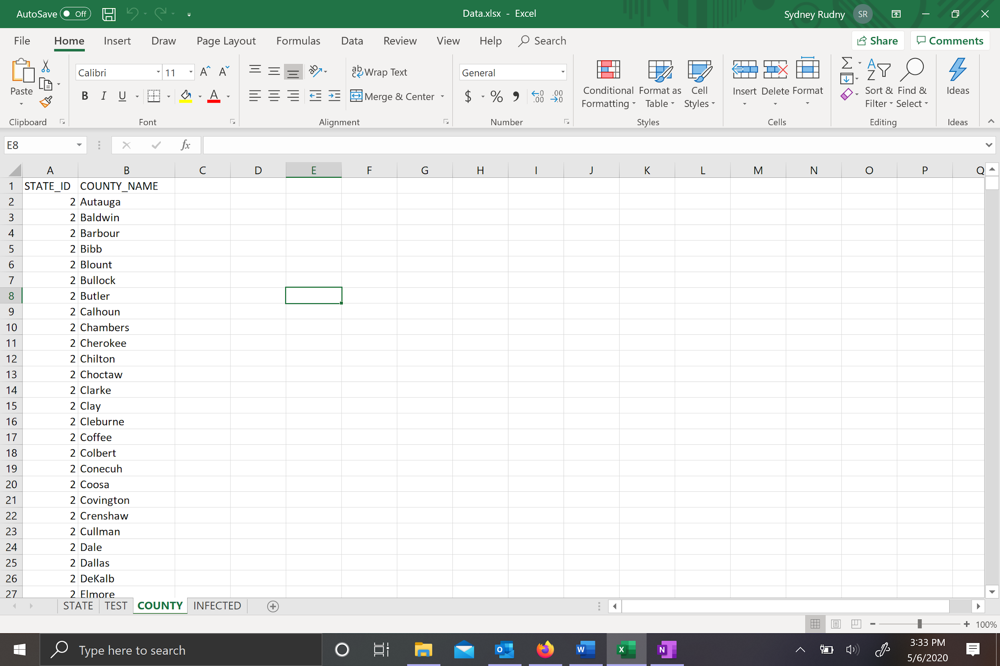 AutoSave Off Data.xlsx - Excel Sydney Rudny SR
File Home Insert Draw Page Layout Formulas Data Review View Help Search Share Comments
Calibri 11 Wrap Text General
Paste B I U A Merge & Center $ % Conditional Formatting Format as Table Cell Styles Insert Delete Format Sort & Filter Find & Select Ideas
Clipboard Font Alignment Number Styles Cells Editing Ideas
E8 fx
A B C D E F G H I J K L M N O P Q
1 STATE_ID COUNTY_NAME
2 2 Autauga
3 2 Baldwin
4 2 Barbour
5 2 Bibb
6 2 Blount
7 2 Bullock
8 2 Butler
9 2 Calhoun
10 2 Chambers
11 2 Cherokee
12 2 Chilton
13 2 Choctaw
14 2 Clarke
15 2 Clay
16 2 Cleburne
17 2 Coffee
18 2 Colbert
19 2 Conecuh
20 2 Coosa
21 2 Covington
22 2 Crenshaw
23 2 Cullman
24 2 Dale
25 2 Dallas
26 2 DeKalb
27 2 Elmore
STATE TEST COUNTY INFECTED
100%
Type here to search 3:33 PM
5/6/2020